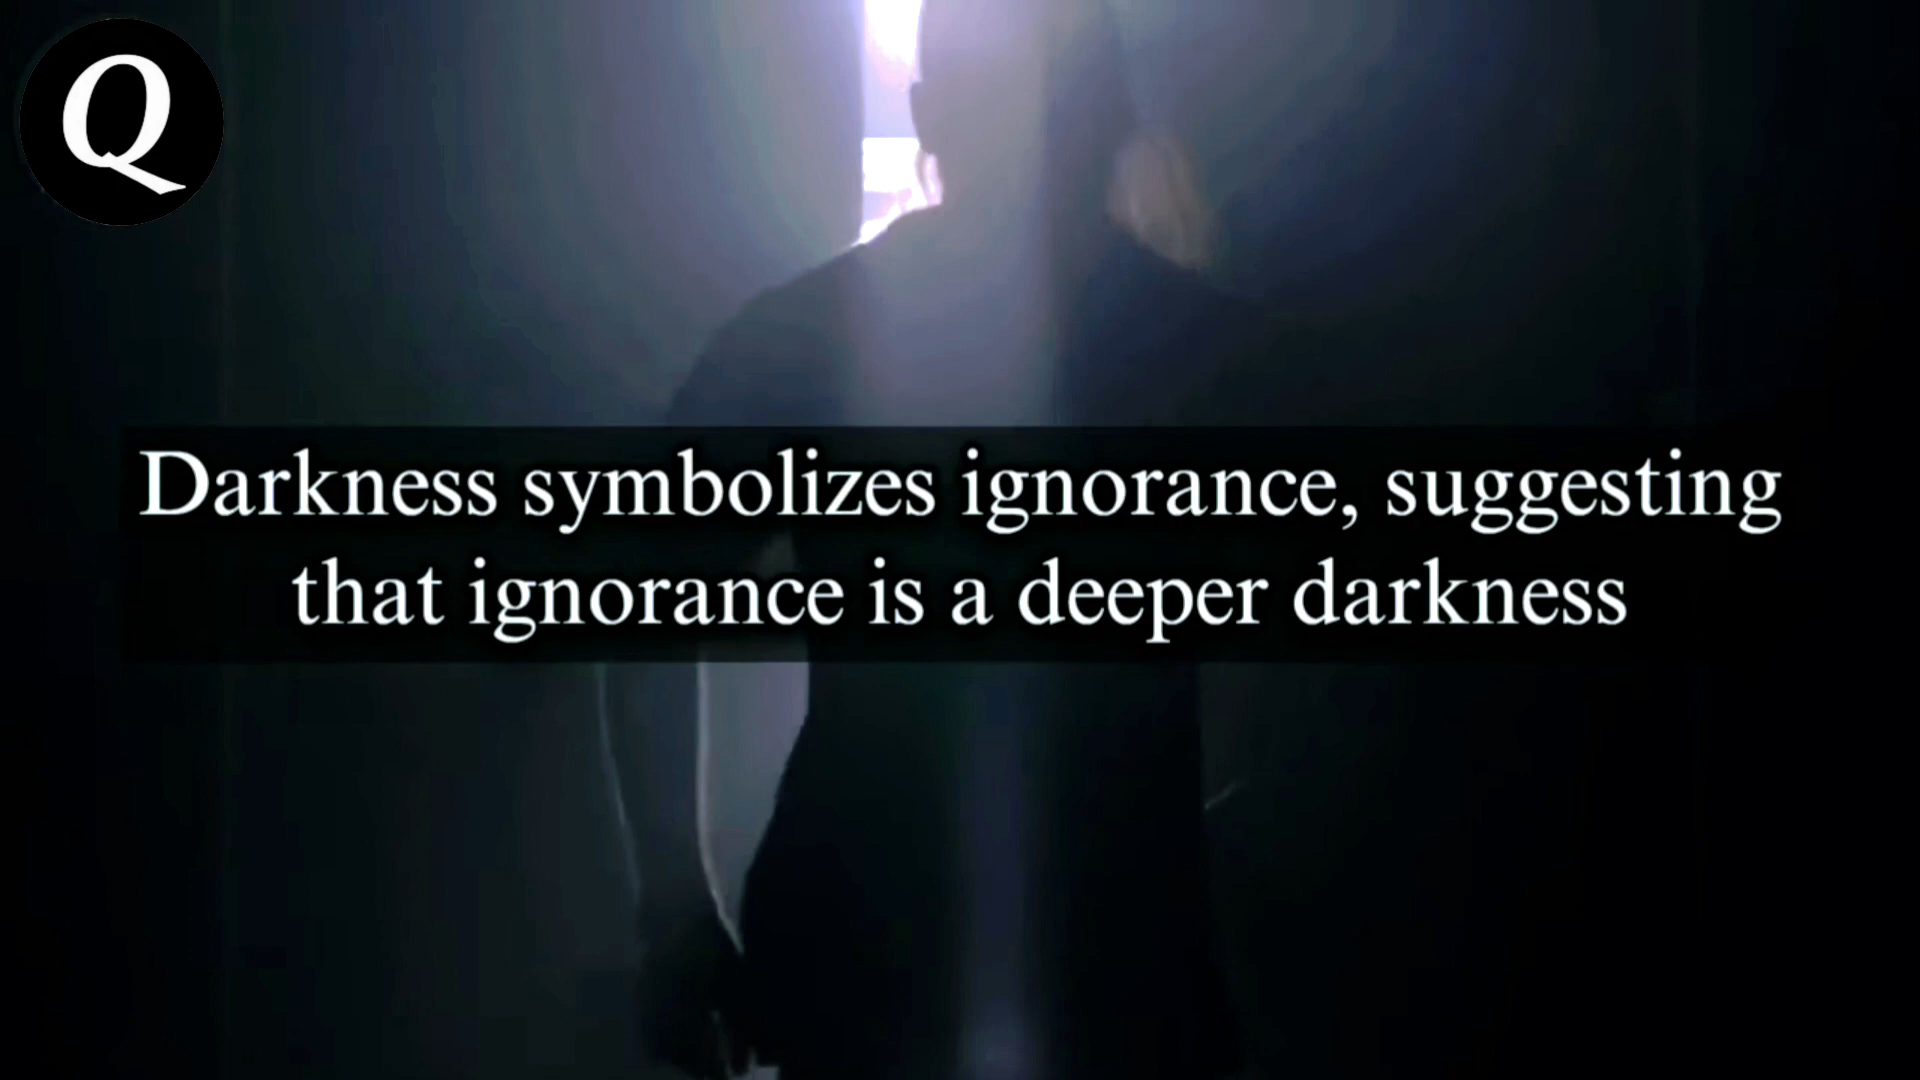 Q
Darkness symbolizes ignorance, suggesting
that ignorance is a deeper darkness